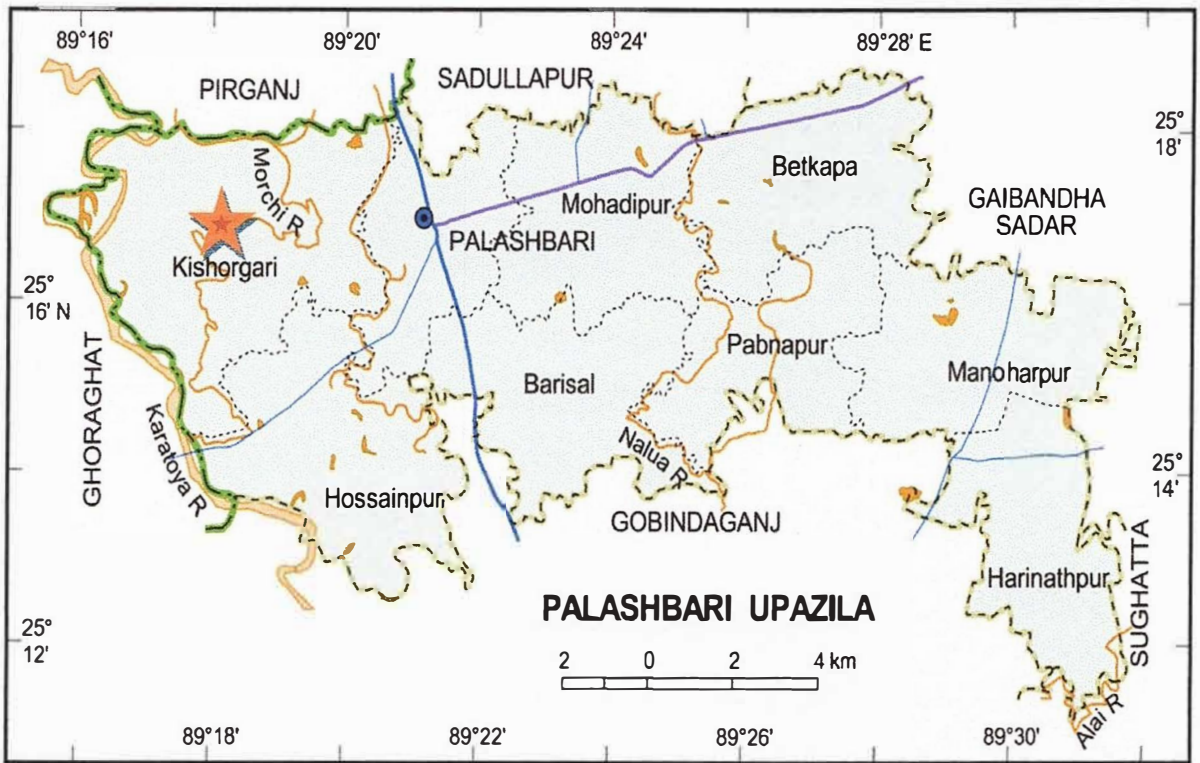 89°16'
89°20'
89°24'
89°28' E
PIRGANJ
SADULLAPUR
25°
18'
Morchi R
Betkapa
Mohadipur
GAIBANDHA
SADAR
PALASHBARI
Kishorgari
25°
16' N
GHORAGHAT
Pabnapur
Manoharpur
Barisal
Karatoya R
Nalua R
25°
14'
Hossainpur
GOBINDAGANJ
SUGHATTA
Harinathpur
PALASHBARI UPAZILA
25°
12'
2 0 2 4 km
Alai R
89°18'
89°22'
89°26'
89°30'